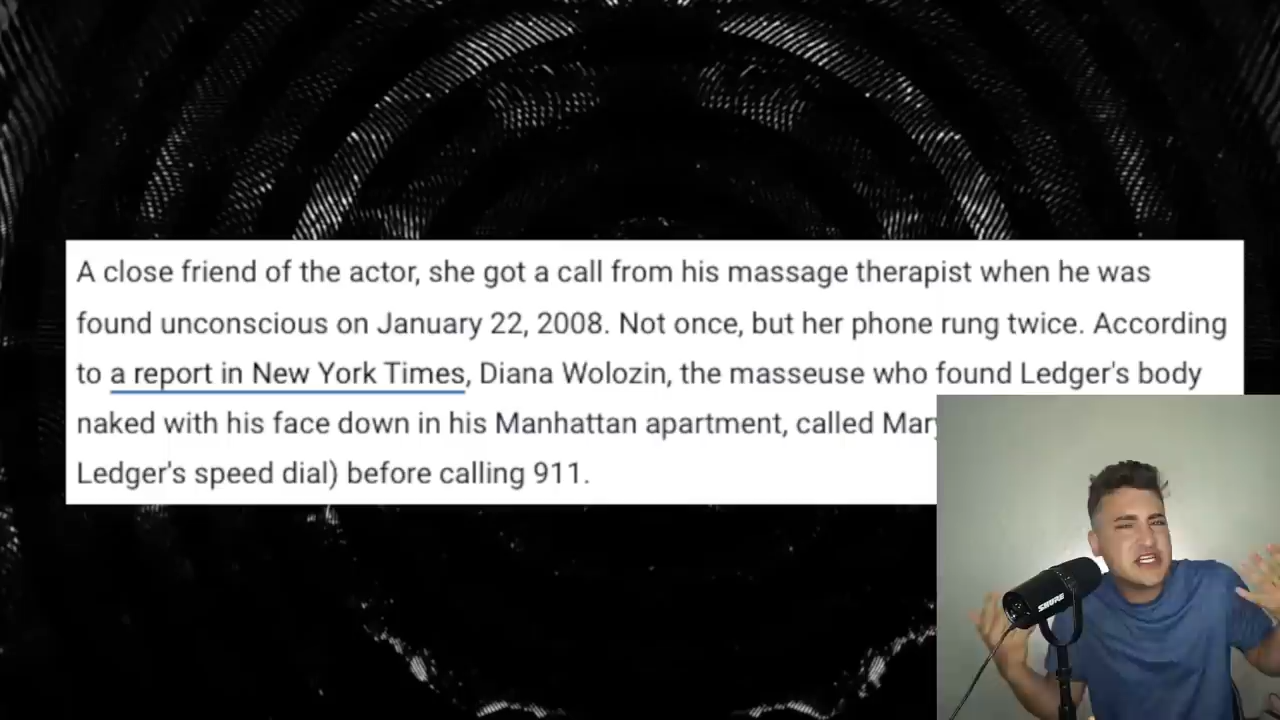 A close friend of the actor, she got a call from his massage therapist when he was
found unconscious on January 22, 2008. Not once, but her phone rung twice. According
to a report in New York Times, Diana Wolozin, the masseuse who found Ledger's body
naked with his face down in his Manhattan apartment, called
Ledger's speed dial) before calling 911.
SHURE